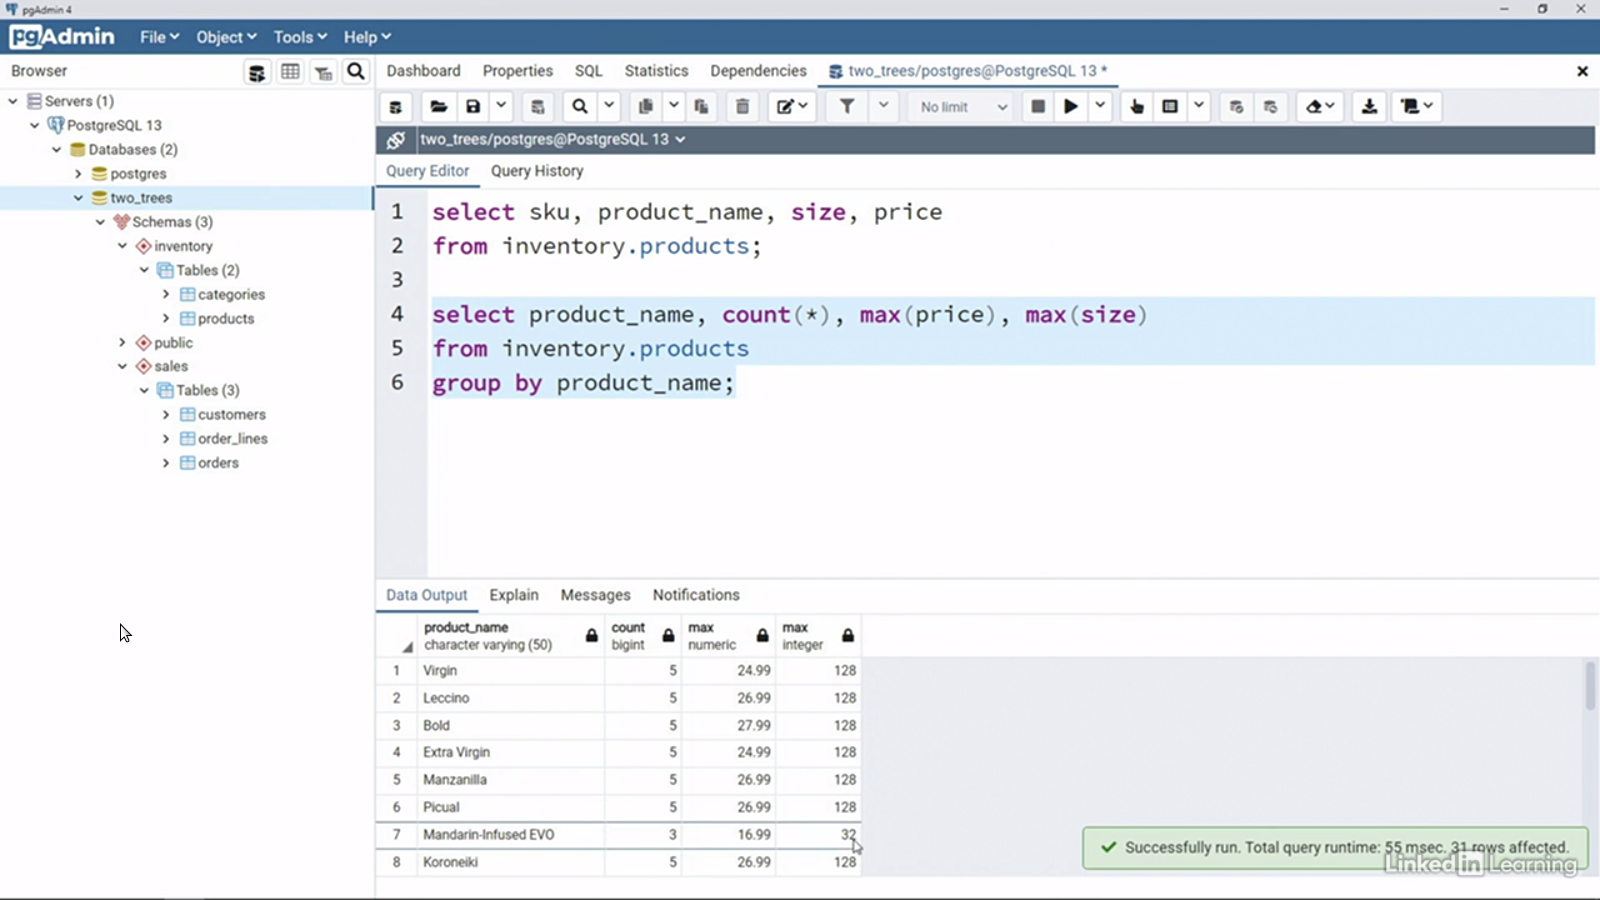 pgAdmin 4
pgAdmin File Object Tools Help
Browser
Dashboard Properties SQL Statistics Dependencies two_trees/postgres@PostgreSQL 13 *
Servers (1)
PostgreSQL 13
Databases (2)
postgres
two_trees
Schemas (3)
inventory
Tables (2)
categories
products
public
sales
Tables (3)
customers
order_lines
orders
No limit
two_trees/postgres@PostgreSQL 13
Query Editor Query History
1 select sku, product_name, size, price
2 from inventory.products;
3
4 select product_name, count(*), max(price), max(size)
5 from inventory.products
6 group by product_name;
Data Output Explain Messages Notifications
product_name count max max
character varying (50) bigint numeric integer
1 Virgin 5 24.99 128
2 Leccino 5 26.99 128
3 Bold 5 27.99 128
4 Extra Virgin 5 24.99 128
5 Manzanilla 5 26.99 128
6 Picual 5 26.99 128
7 Mandarin-Infused EVO 3 16.99 32
8 Koroneiki 5 26.99 128
Successfully run. Total query runtime: 55 msec. 31 rows affected.
Linked in Learning